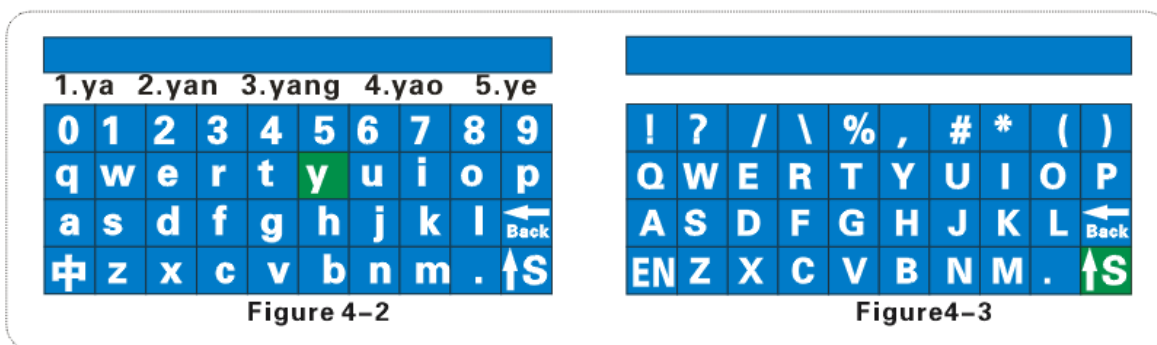 1.ya 2.yan 3.yang 4.yao 5.ye
0 1 2 3 4 5 6 7 8 9
q w e r t y u i o p
a s d f g h j k l Back
中 z x c v b n m . S
Figure 4–2
! ? / \ % , # * ( )
Q W E R T Y U I O P
A S D F G H J K L Back
EN Z X C V B N M . S
Figure4–3